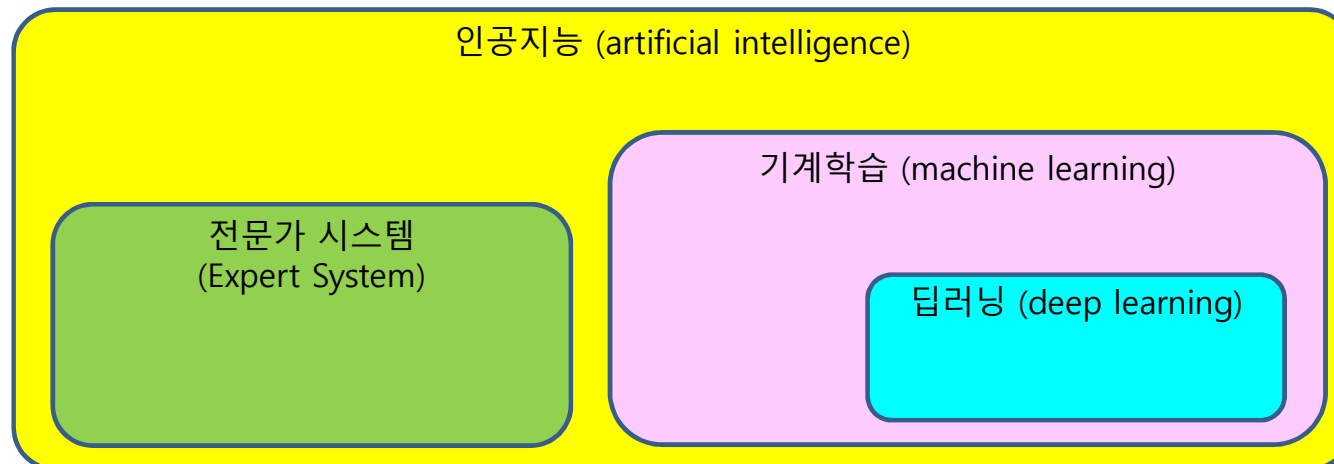 인공지능 (artificial intelligence)
기계학습 (machine learning)
전문가 시스템
(Expert System)
딥러닝 (deep learning)